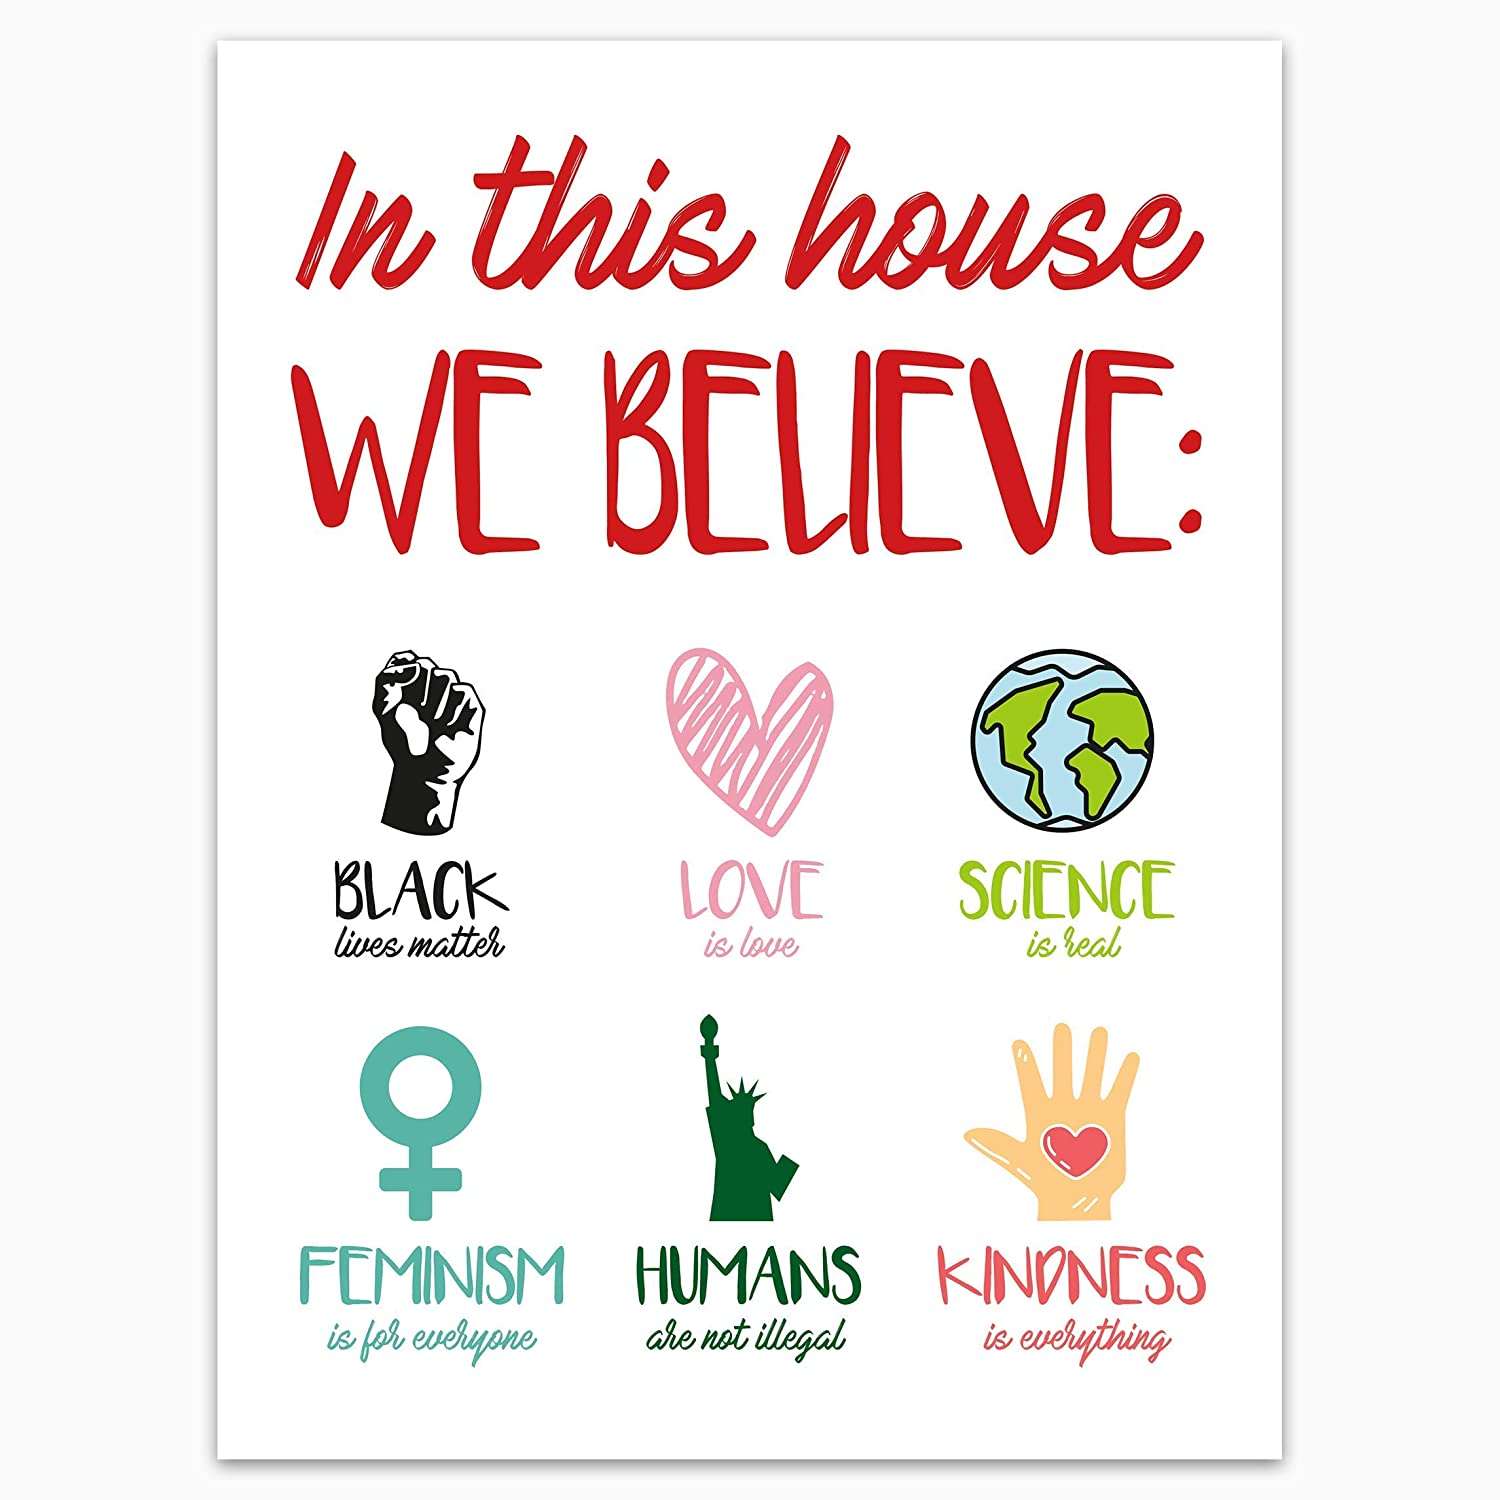 In this house
WE BELIEVE:
BLACK
lives matter
LOVE
is love
SCIENCE
is real
FEMINISM
is for everyone
HUMANS
are not illegal
KINDNESS
is everything